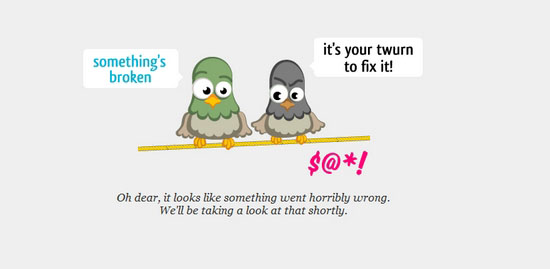 something's
broken
it's your twurn
to fix it!
$@*!
Oh dear, it looks like something went horribly wrong.
We'll be taking a look at that shortly.